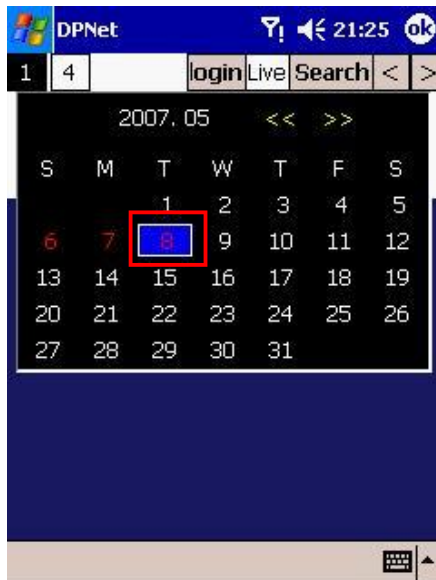 DPNet 21:25 ok
1 4 login Live Search < >
2007. 05 << >>
S M T W T F S
1 2 3 4 5
6 7 8 9 10 11 12
13 14 15 16 17 18 19
20 21 22 23 24 25 26
27 28 29 30 31